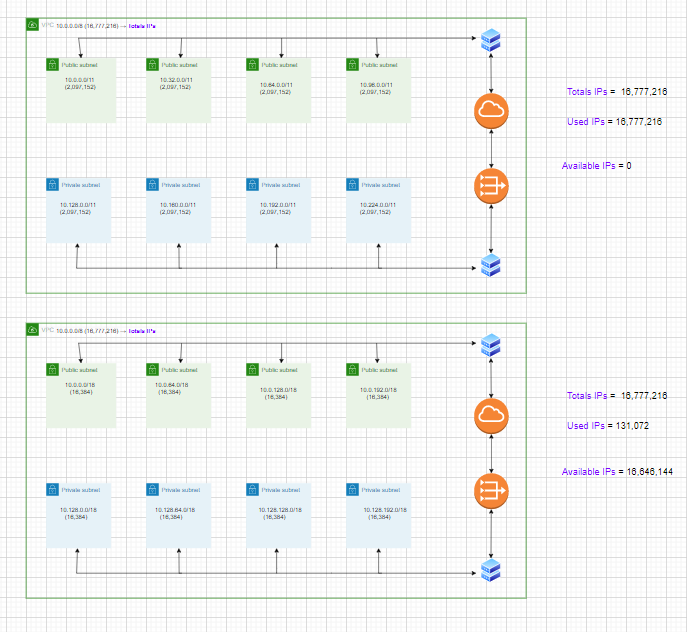 VPC 10.0.0.0/8 (16,777,216) → Totals IPs
Public subnet
10.0.0.0/11
(2,097,152)
Public subnet
10.32.0.0/11
(2,097,152)
Public subnet
10.64.0.0/11
(2,097,152)
Public subnet
10.96.0.0/11
(2,097,152)
Private subnet
10.128.0.0/11
(2,097,152)
Private subnet
10.160.0.0/11
(2,097,152)
Private subnet
10.192.0.0/11
(2,097,152)
Private subnet
10.224.0.0/11
(2,097,152)
Totals IPs = 16,777,216
Used IPs = 16,777,216
Available IPs = 0
VPC 10.0.0.0/8 (16,777,216) → Totals IPs
Public subnet
10.0.0.0/18
(16,384)
Public subnet
10.0.64.0/18
(16,384)
Public subnet
10.0.128.0/18
(16,384)
Public subnet
10.0.192.0/18
(16,384)
Private subnet
10.128.0.0/18
(16,384)
Private subnet
10.128.64.0/18
(16,384)
Private subnet
10.128.128.0/18
(16,384)
Private subnet
10.128.192.0/18
(16,384)
Totals IPs = 16,777,216
Used IPs = 131,072
Available IPs = 16,646,144